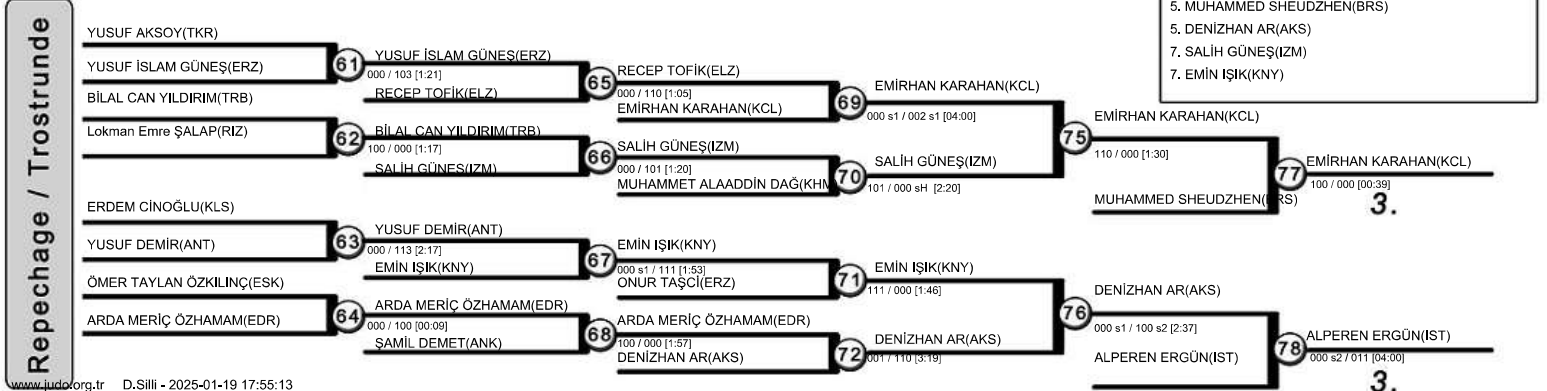 Repechage / Trostrunde
5. MUHAMMED SHEUDZHEN(BRS)
5. DENİZHAN AR(AKS)
7. SALİH GÜNEŞ(IZM)
7. EMİN IŞIK(KNY)
YUSUF AKSOY(TKR)
YUSUF İSLAM GÜNEŞ(ERZ)
BİLAL CAN YILDIRIM(TRB)
Lokman Emre ŞALAP(RIZ)
ERDEM CİNOĞLU(KLS)
YUSUF DEMİR(ANT)
ÖMER TAYLAN ÖZKILINÇ(ESK)
ARDA MERİÇ ÖZHAMAM(EDR)
61
62
63
64
YUSUF İSLAM GÜNEŞ(ERZ)
000 / 103 [1:21]
RECEP TOFİK(ELZ)
BİLAL CAN YILDIRIM(TRB)
100 / 000 [1:17]
SALİH GÜNEŞ(IZM)
YUSUF DEMİR(ANT)
000 / 113 [2:17]
EMİN IŞIK(KNY)
ARDA MERİÇ ÖZHAMAM(EDR)
000 / 100 [00:09]
ŞAMİL DEMET(ANK)
65
66
67
68
RECEP TOFİK(ELZ)
000 / 110 [1:05]
EMİRHAN KARAHAN(KCL)
SALİH GÜNEŞ(IZM)
000 / 101 [1:20]
MUHAMMET ALAADDİN DAĞ(KHM
EMİN IŞIK(KNY)
000 s1 / 111 [1:53]
ONUR TAŞCİ(ERZ)
ARDA MERİÇ ÖZHAMAM(EDR)
100 / 000 [1:57]
DENİZHAN AR(AKS)
69
70
71
72
EMİRHAN KARAHAN(KCL)
000 s1 / 002 s1 [04:00]
SALİH GÜNEŞ(IZM)
101 / 000 sH [2:20]
EMİN IŞIK(KNY)
111 / 000 [1:46]
DENİZHAN AR(AKS)
001 / 110 [3:19]
75
76
EMİRHAN KARAHAN(KCL)
110 / 000 [1:30]
MUHAMMED SHEUDZHEN(BRS)
DENİZHAN AR(AKS)
000 s1 / 100 s2 [2:37]
ALPEREN ERGÜN(IST)
77
78
EMİRHAN KARAHAN(KCL)
100 / 000 [00:39]
3.
ALPEREN ERGÜN(IST)
000 s2 / 011 [04:00]
3.
www.judo.org.tr D.Silli - 2025-01-19 17:55:13